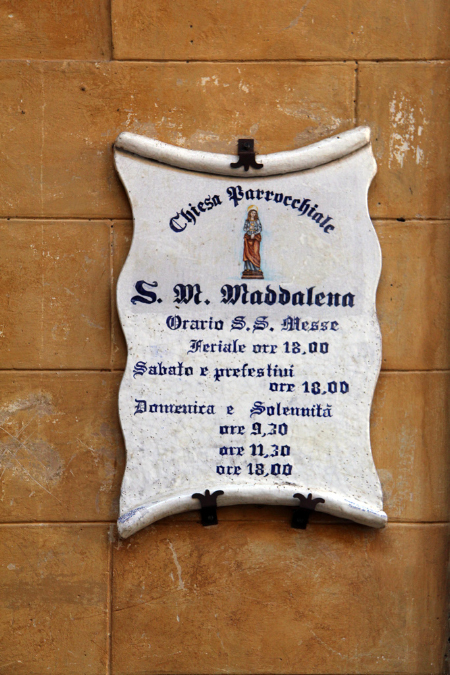 Chiesa Parrocchiale
S. M. Maddalena
Orario S.S. Messe
Feriale ore 18.00
Sabato e prefestivi
ore 18.00
Domenica e Solennità
ore 9,30
ore 11,30
ore 18.00